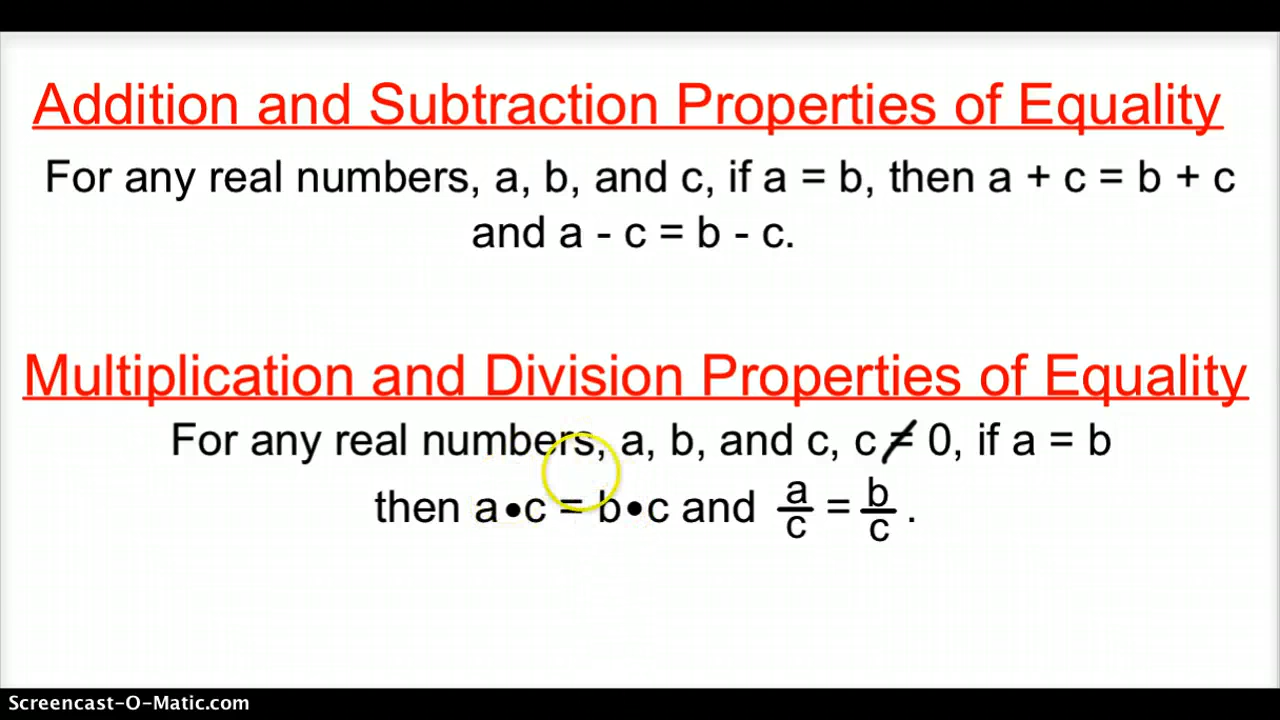 Addition and Subtraction Properties of Equality
For any real numbers, a, b, and c, if a = b, then a + c = b + c
and a - c = b - c.
Multiplication and Division Properties of Equality
For any real numbers, a, b, and c, c ≠ 0, if a = b
then a•c = b•c and a/c = b/c .
Screencast-O-Matic.com